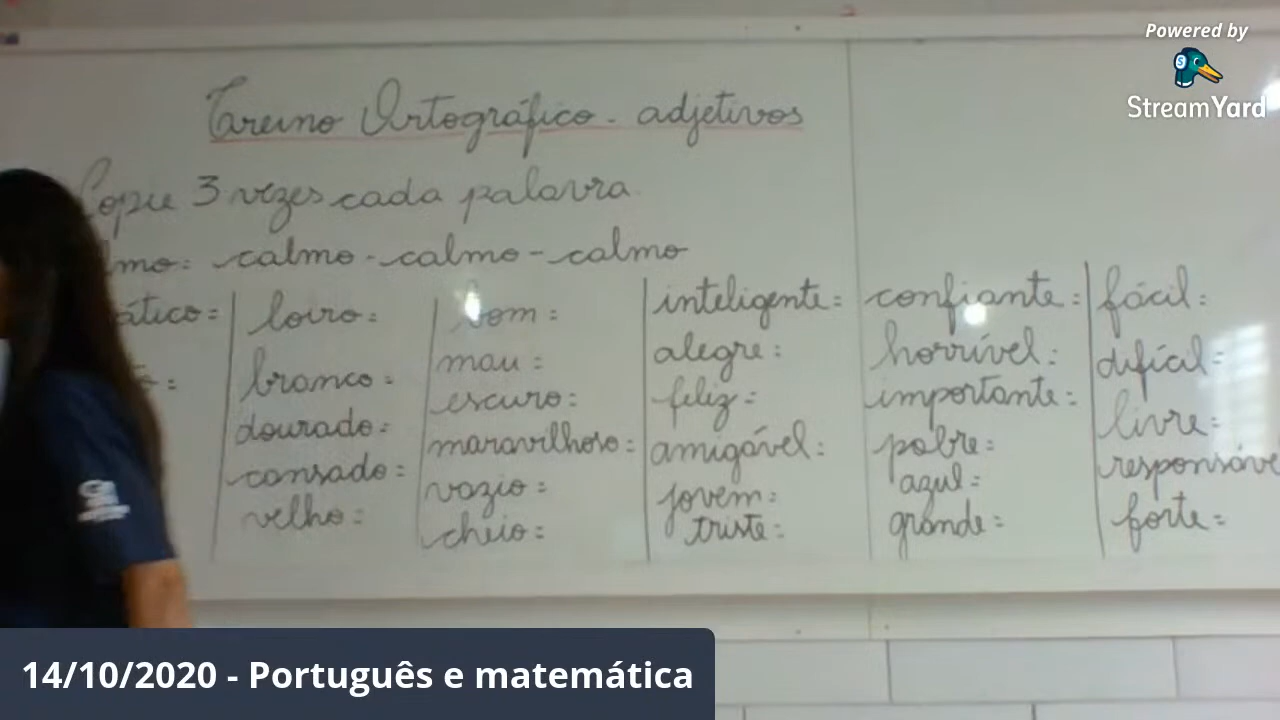 Powered by
StreamYard
Treino Ortográfico - adjetivos
Copie 3 vezes cada palavra.
calmo - calmo - calmo
loiro:
branco:
dourado:
cansado:
velho:
bom:
mau:
escuro:
maravilhoso:
vazio:
cheio:
inteligente:
alegre:
feliz:
amigável:
jovem:
triste:
confiante:
horrível:
importante:
pobre:
azul:
grande:
fácil:
difícil:
livre:
responsáve
forte:
14/10/2020 - Português e matemática